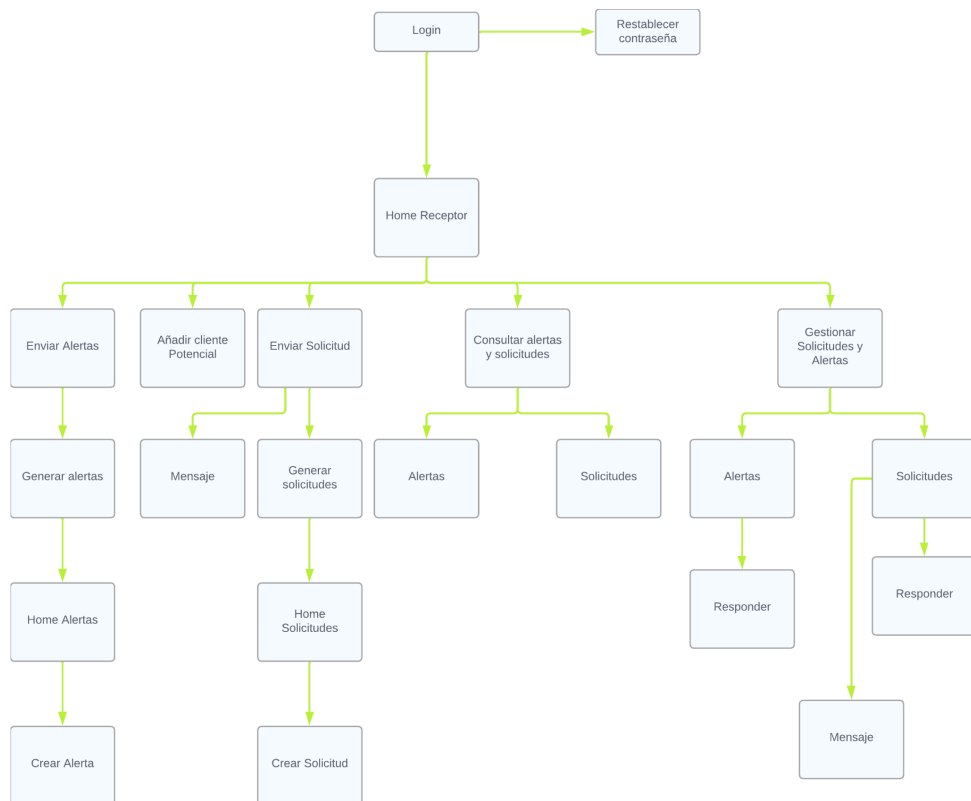 Login
Restablecer
contraseña
Home Receptor
Enviar Alertas
Añadir cliente
Potencial
Enviar Solicitud
Consultar alertas
y solicitudes
Gestionar
Solicitudes y
Alertas
Generar alertas
Mensaje
Generar
solicitudes
Alertas
Solicitudes
Alertas
Solicitudes
Home Alertas
Home
Solicitudes
Responder
Responder
Crear Alerta
Crear Solicitud
Mensaje